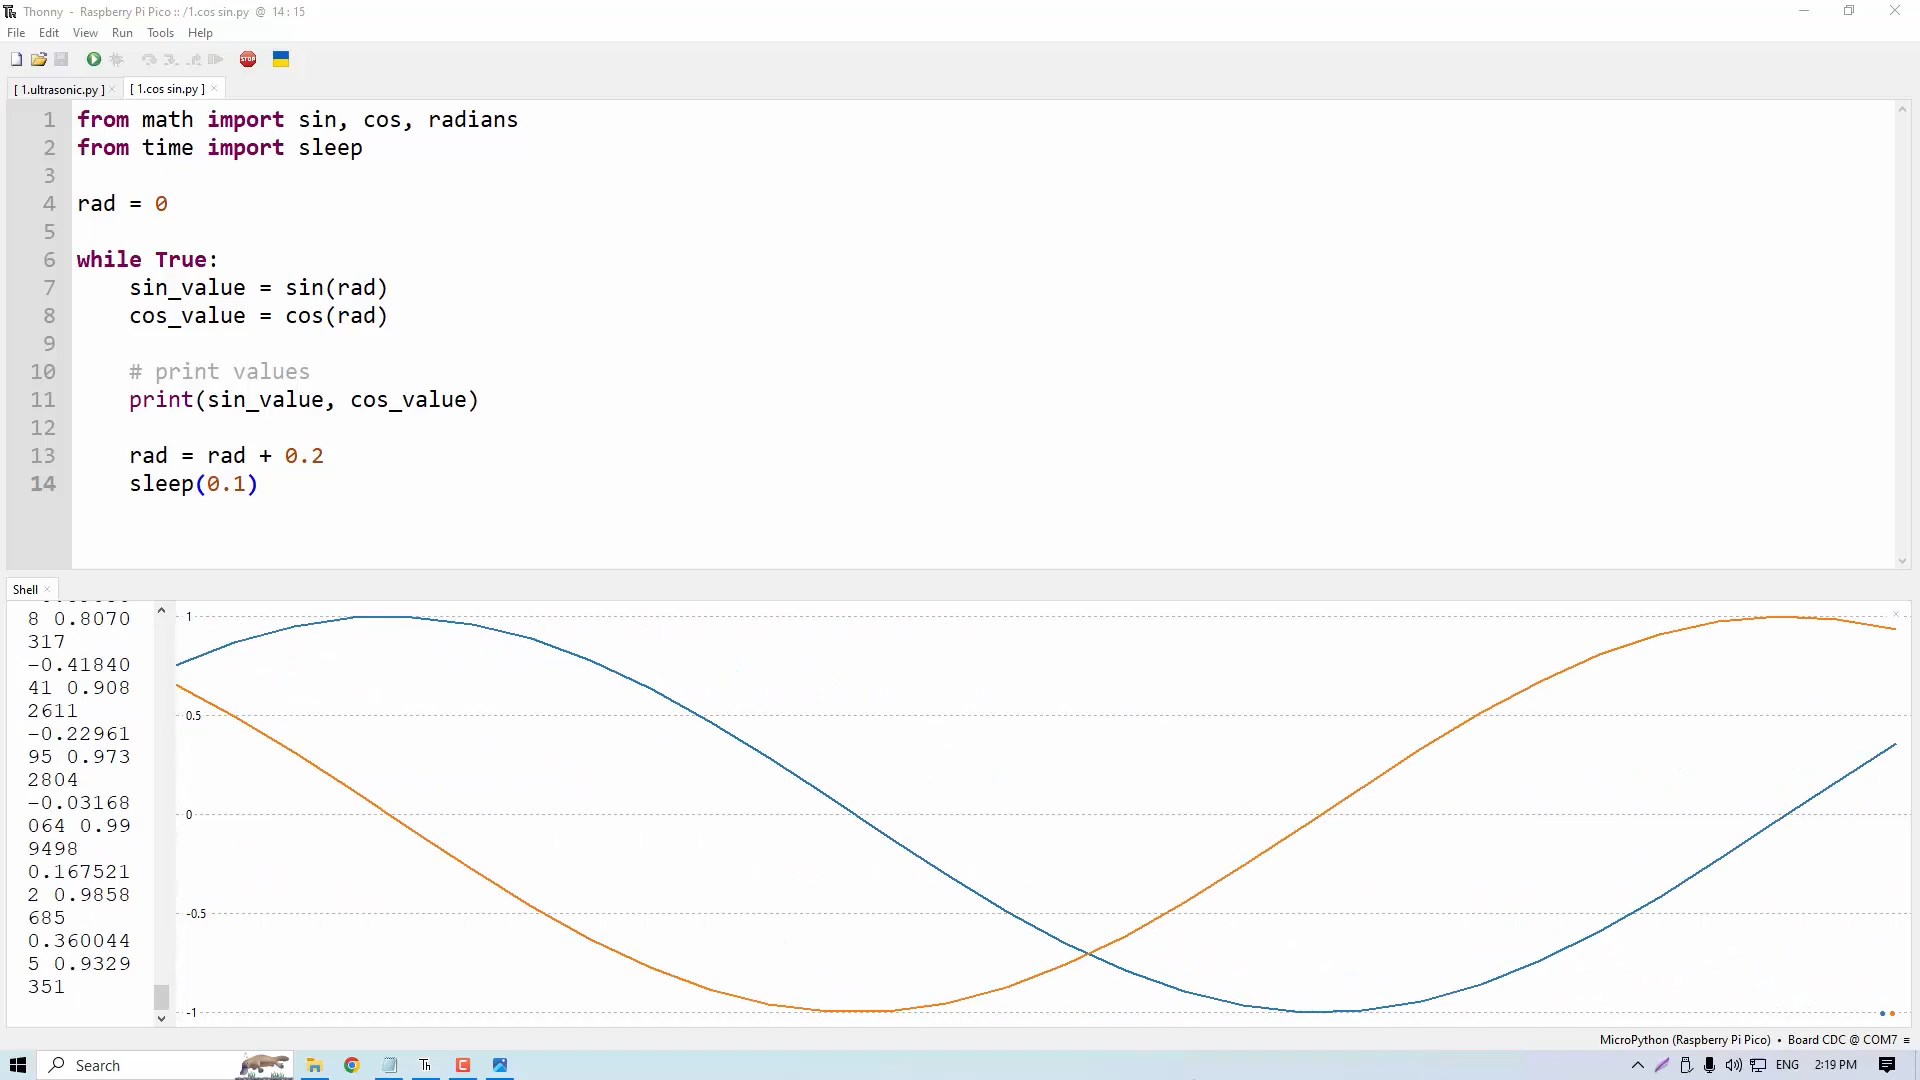 Thonny - Raspberry Pi Pico :: /1.cos sin.py @ 14 : 15
File Edit View Run Tools Help
STOP
[ 1.ultrasonic.py ] × [ 1.cos sin.py ] ×
1 from math import sin, cos, radians
2 from time import sleep
3
4 rad = 0
5
6 while True:
7 sin_value = sin(rad)
8 cos_value = cos(rad)
9
10 # print values
11 print(sin_value, cos_value)
12
13 rad = rad + 0.2
14 sleep(0.1)
Shell ×
8 0.8070
317
-0.41840
41 0.908
2611
-0.22961
95 0.973
2804
-0.03168
064 0.99
9498
0.167521
2 0.9858
685
0.360044
5 0.9329
351
1
0.5
0
-0.5
-1
MicroPython (Raspberry Pi Pico) • Board CDC @ COM7 ≡
Search
Th
C
ENG
2:19 PM